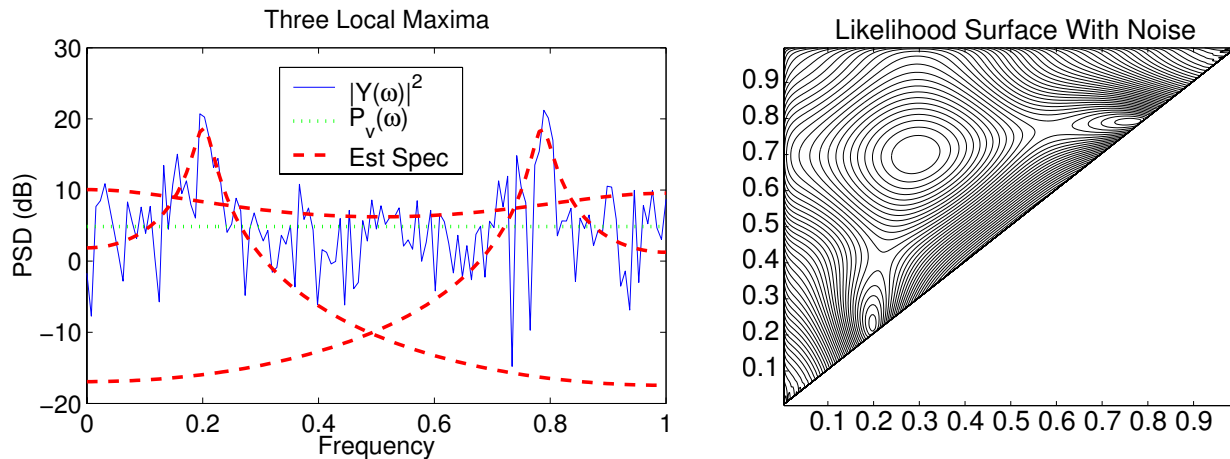 Three Local Maxima
30
20
10
0
−10
−20
PSD (dB)
|Y(ω)|²
P_v(ω)
Est Spec
0
0.2
0.4
0.6
0.8
1
Frequency
Likelihood Surface With Noise
0.9
0.8
0.7
0.6
0.5
0.4
0.3
0.2
0.1
0.1 0.2 0.3 0.4 0.5 0.6 0.7 0.8 0.9